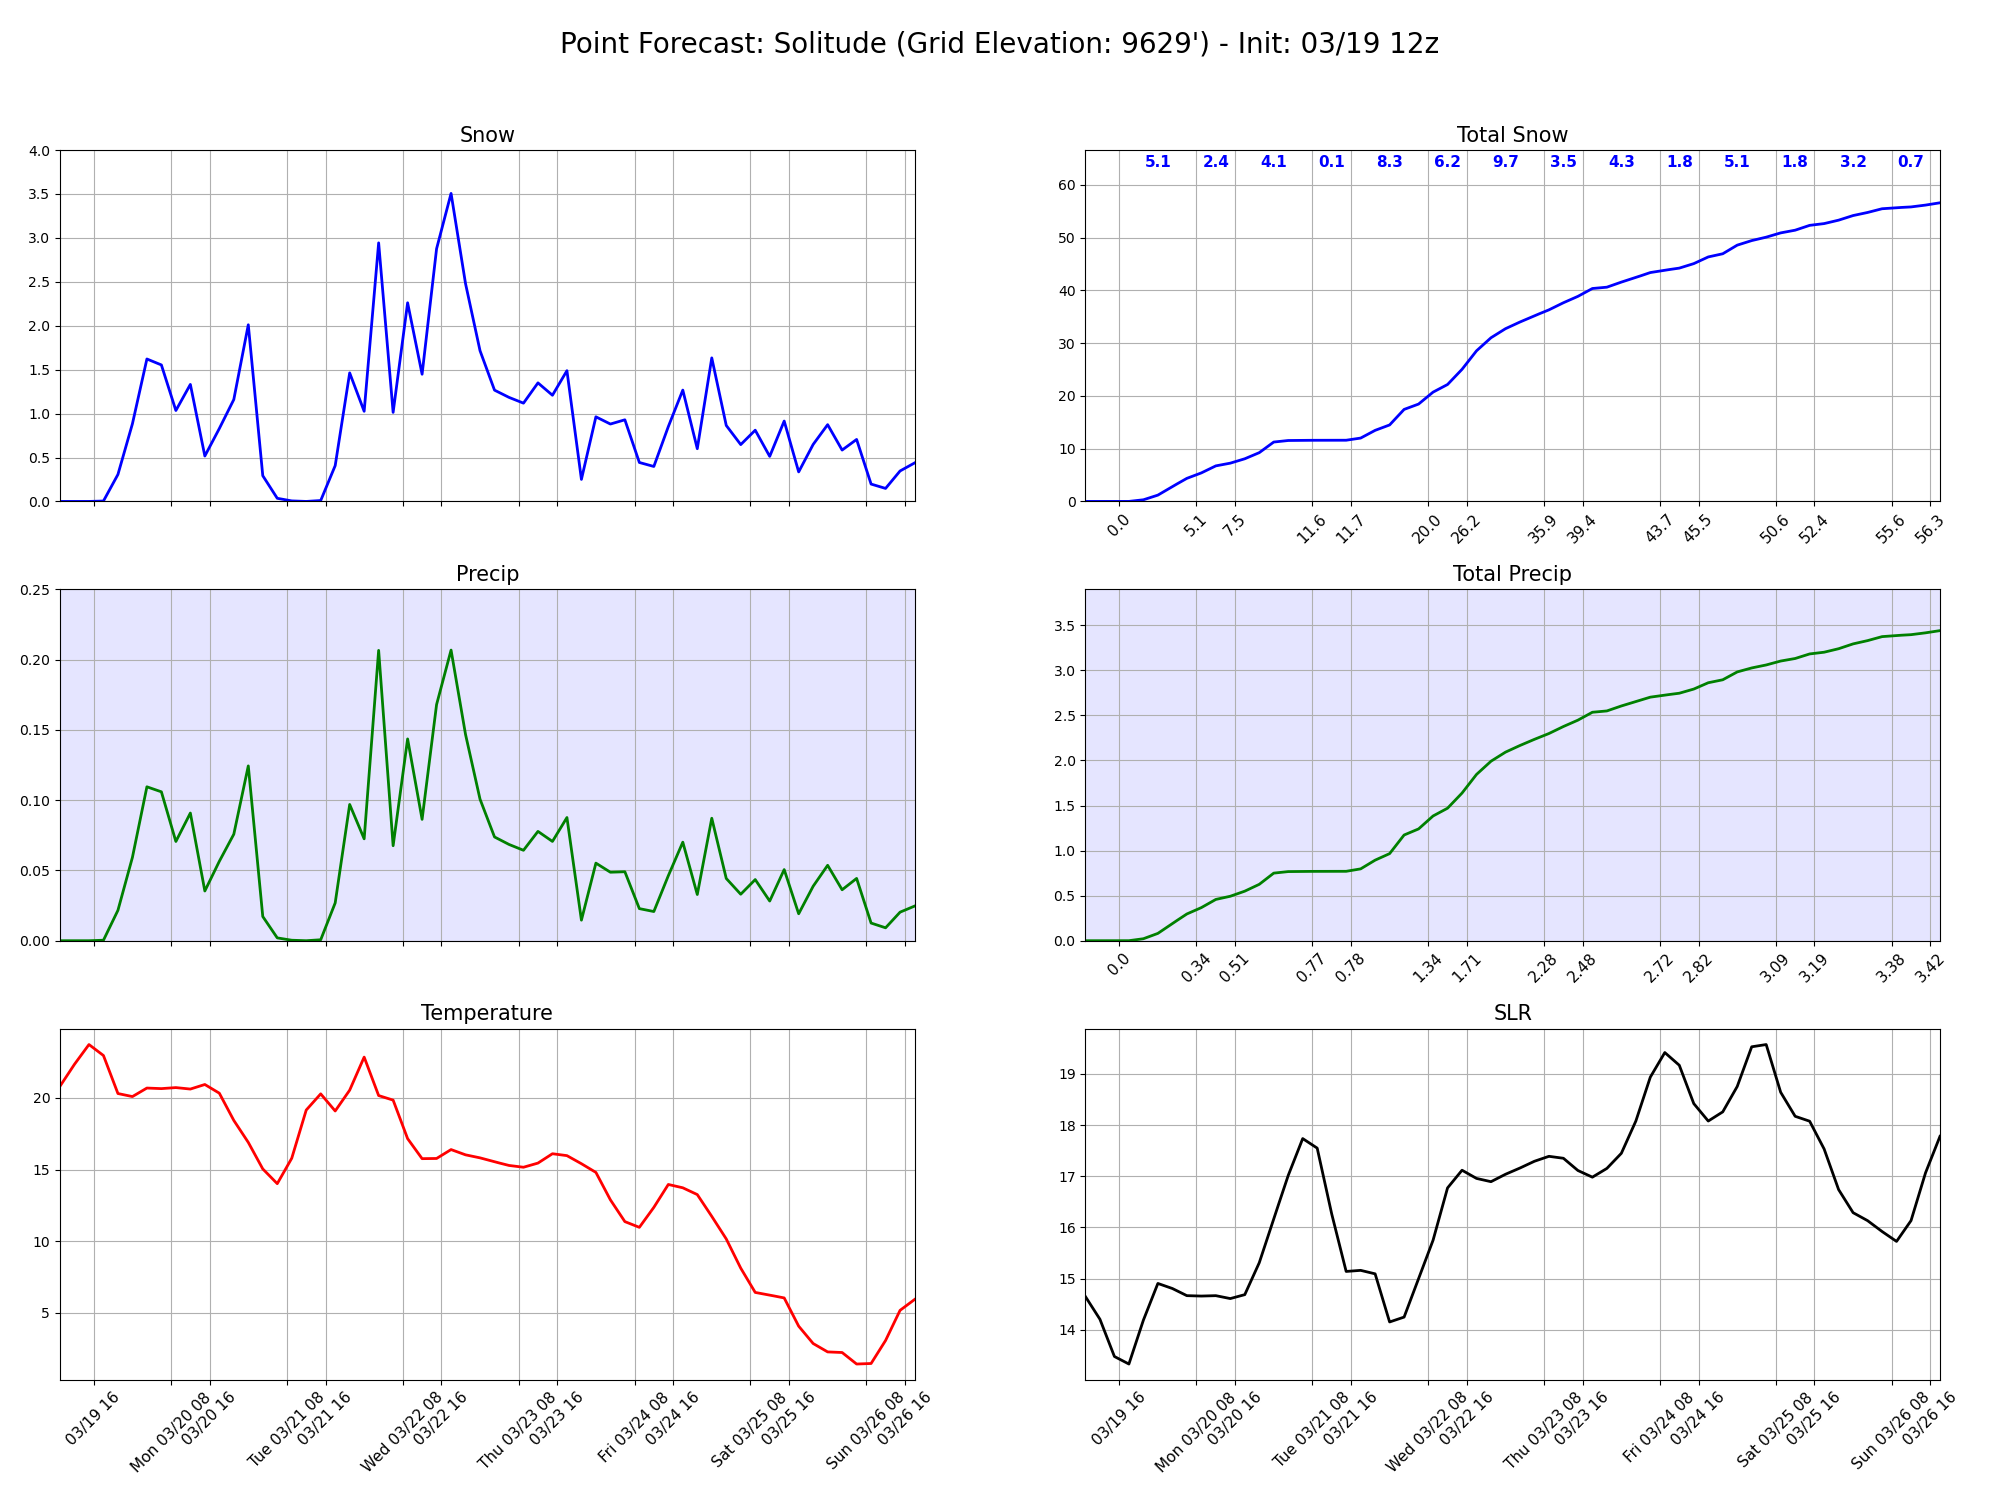 Point Forecast: Solitude (Grid Elevation: 9629') - Init: 03/19 12z
Snow
4.0
3.5
3.0
2.5
2.0
1.5
1.0
0.5
0.0
Total Snow
5.1 2.4 4.1 0.1 8.3 6.2 9.7 3.5 4.3 1.8 5.1 1.8 3.2 0.7
60
50
40
30
20
10
0
0.0 5.1 7.5 11.6 11.7 20.0 26.2 35.9 39.4 43.7 45.5 50.6 52.4 55.6 56.3
Precip
0.25
0.20
0.15
0.10
0.05
0.00
Total Precip
3.5
3.0
2.5
2.0
1.5
1.0
0.5
0.0
0.0 0.34 0.51 0.77 0.78 1.34 1.71 2.28 2.48 2.72 2.82 3.09 3.19 3.38 3.42
Temperature
20
15
10
5
03/19 16
Mon 03/20 08
03/20 16
Tue 03/21 08
03/21 16
Wed 03/22 08
03/22 16
Thu 03/23 08
03/23 16
Fri 03/24 08
03/24 16
Sat 03/25 08
03/25 16
Sun 03/26 08
03/26 16
SLR
19
18
17
16
15
14
03/19 16
Mon 03/20 08
03/20 16
Tue 03/21 08
03/21 16
Wed 03/22 08
03/22 16
Thu 03/23 08
03/23 16
Fri 03/24 08
03/24 16
Sat 03/25 08
03/25 16
Sun 03/26 08
03/26 16